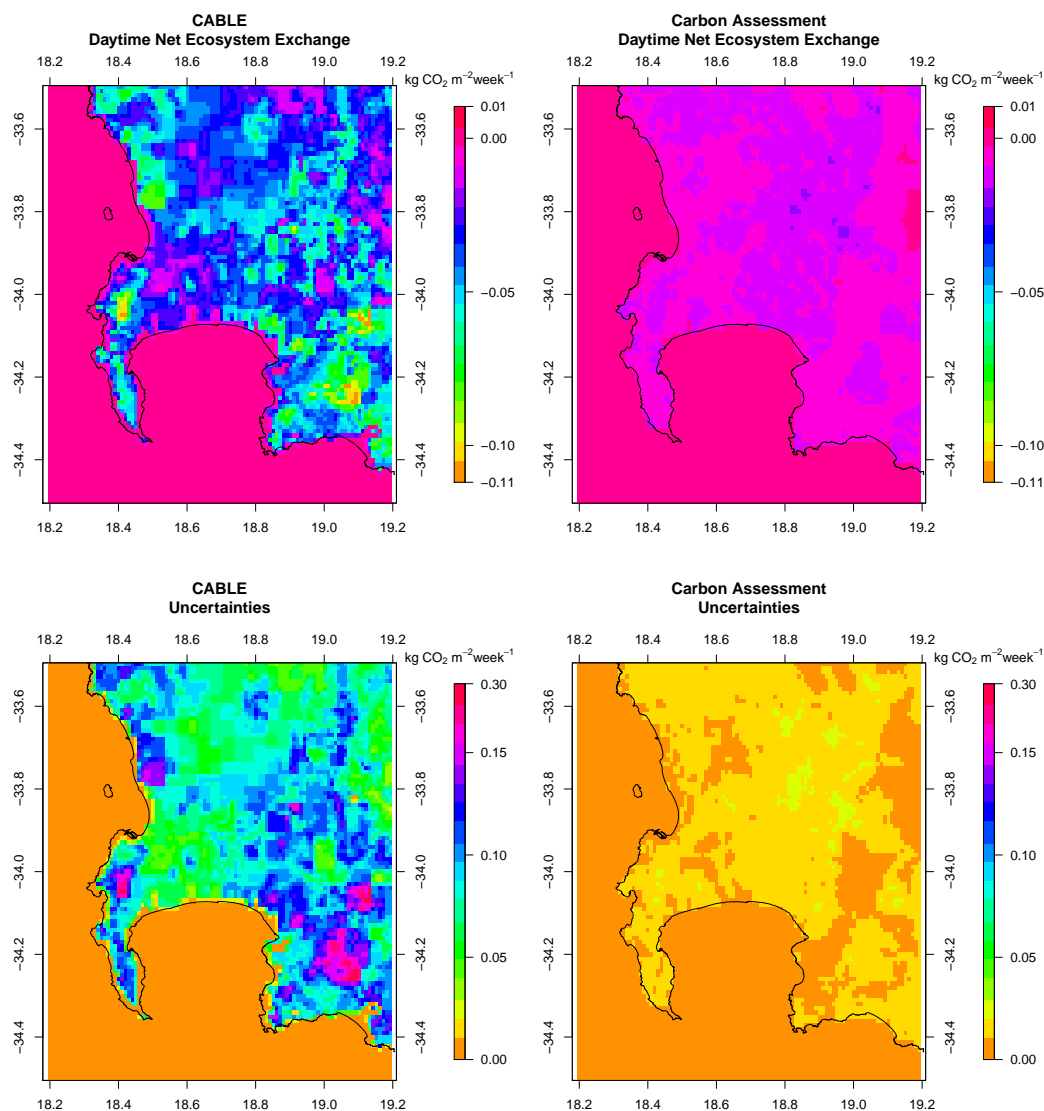 CABLE
Daytime Net Ecosystem Exchange
18.2 18.4 18.6 18.8 19.0 19.2
kg CO₂ m⁻²week⁻¹
−33.6
−33.8
−34.0
−34.2
−34.4
0.01
0.00
−0.05
−0.10
−0.11
18.2 18.4 18.6 18.8 19.0 19.2
Carbon Assessment
Daytime Net Ecosystem Exchange
18.2 18.4 18.6 18.8 19.0 19.2
kg CO₂ m⁻²week⁻¹
−33.6
−33.8
−34.0
−34.2
−34.4
0.01
0.00
−0.05
−0.10
−0.11
18.2 18.4 18.6 18.8 19.0 19.2
CABLE
Uncertainties
18.2 18.4 18.6 18.8 19.0 19.2
kg CO₂ m⁻²week⁻¹
−33.6
−33.8
−34.0
−34.2
−34.4
0.30
0.15
0.10
0.05
0.00
18.2 18.4 18.6 18.8 19.0 19.2
Carbon Assessment
Uncertainties
18.2 18.4 18.6 18.8 19.0 19.2
kg CO₂ m⁻²week⁻¹
−33.6
−33.8
−34.0
−34.2
−34.4
0.30
0.15
0.10
0.05
0.00
18.2 18.4 18.6 18.8 19.0 19.2